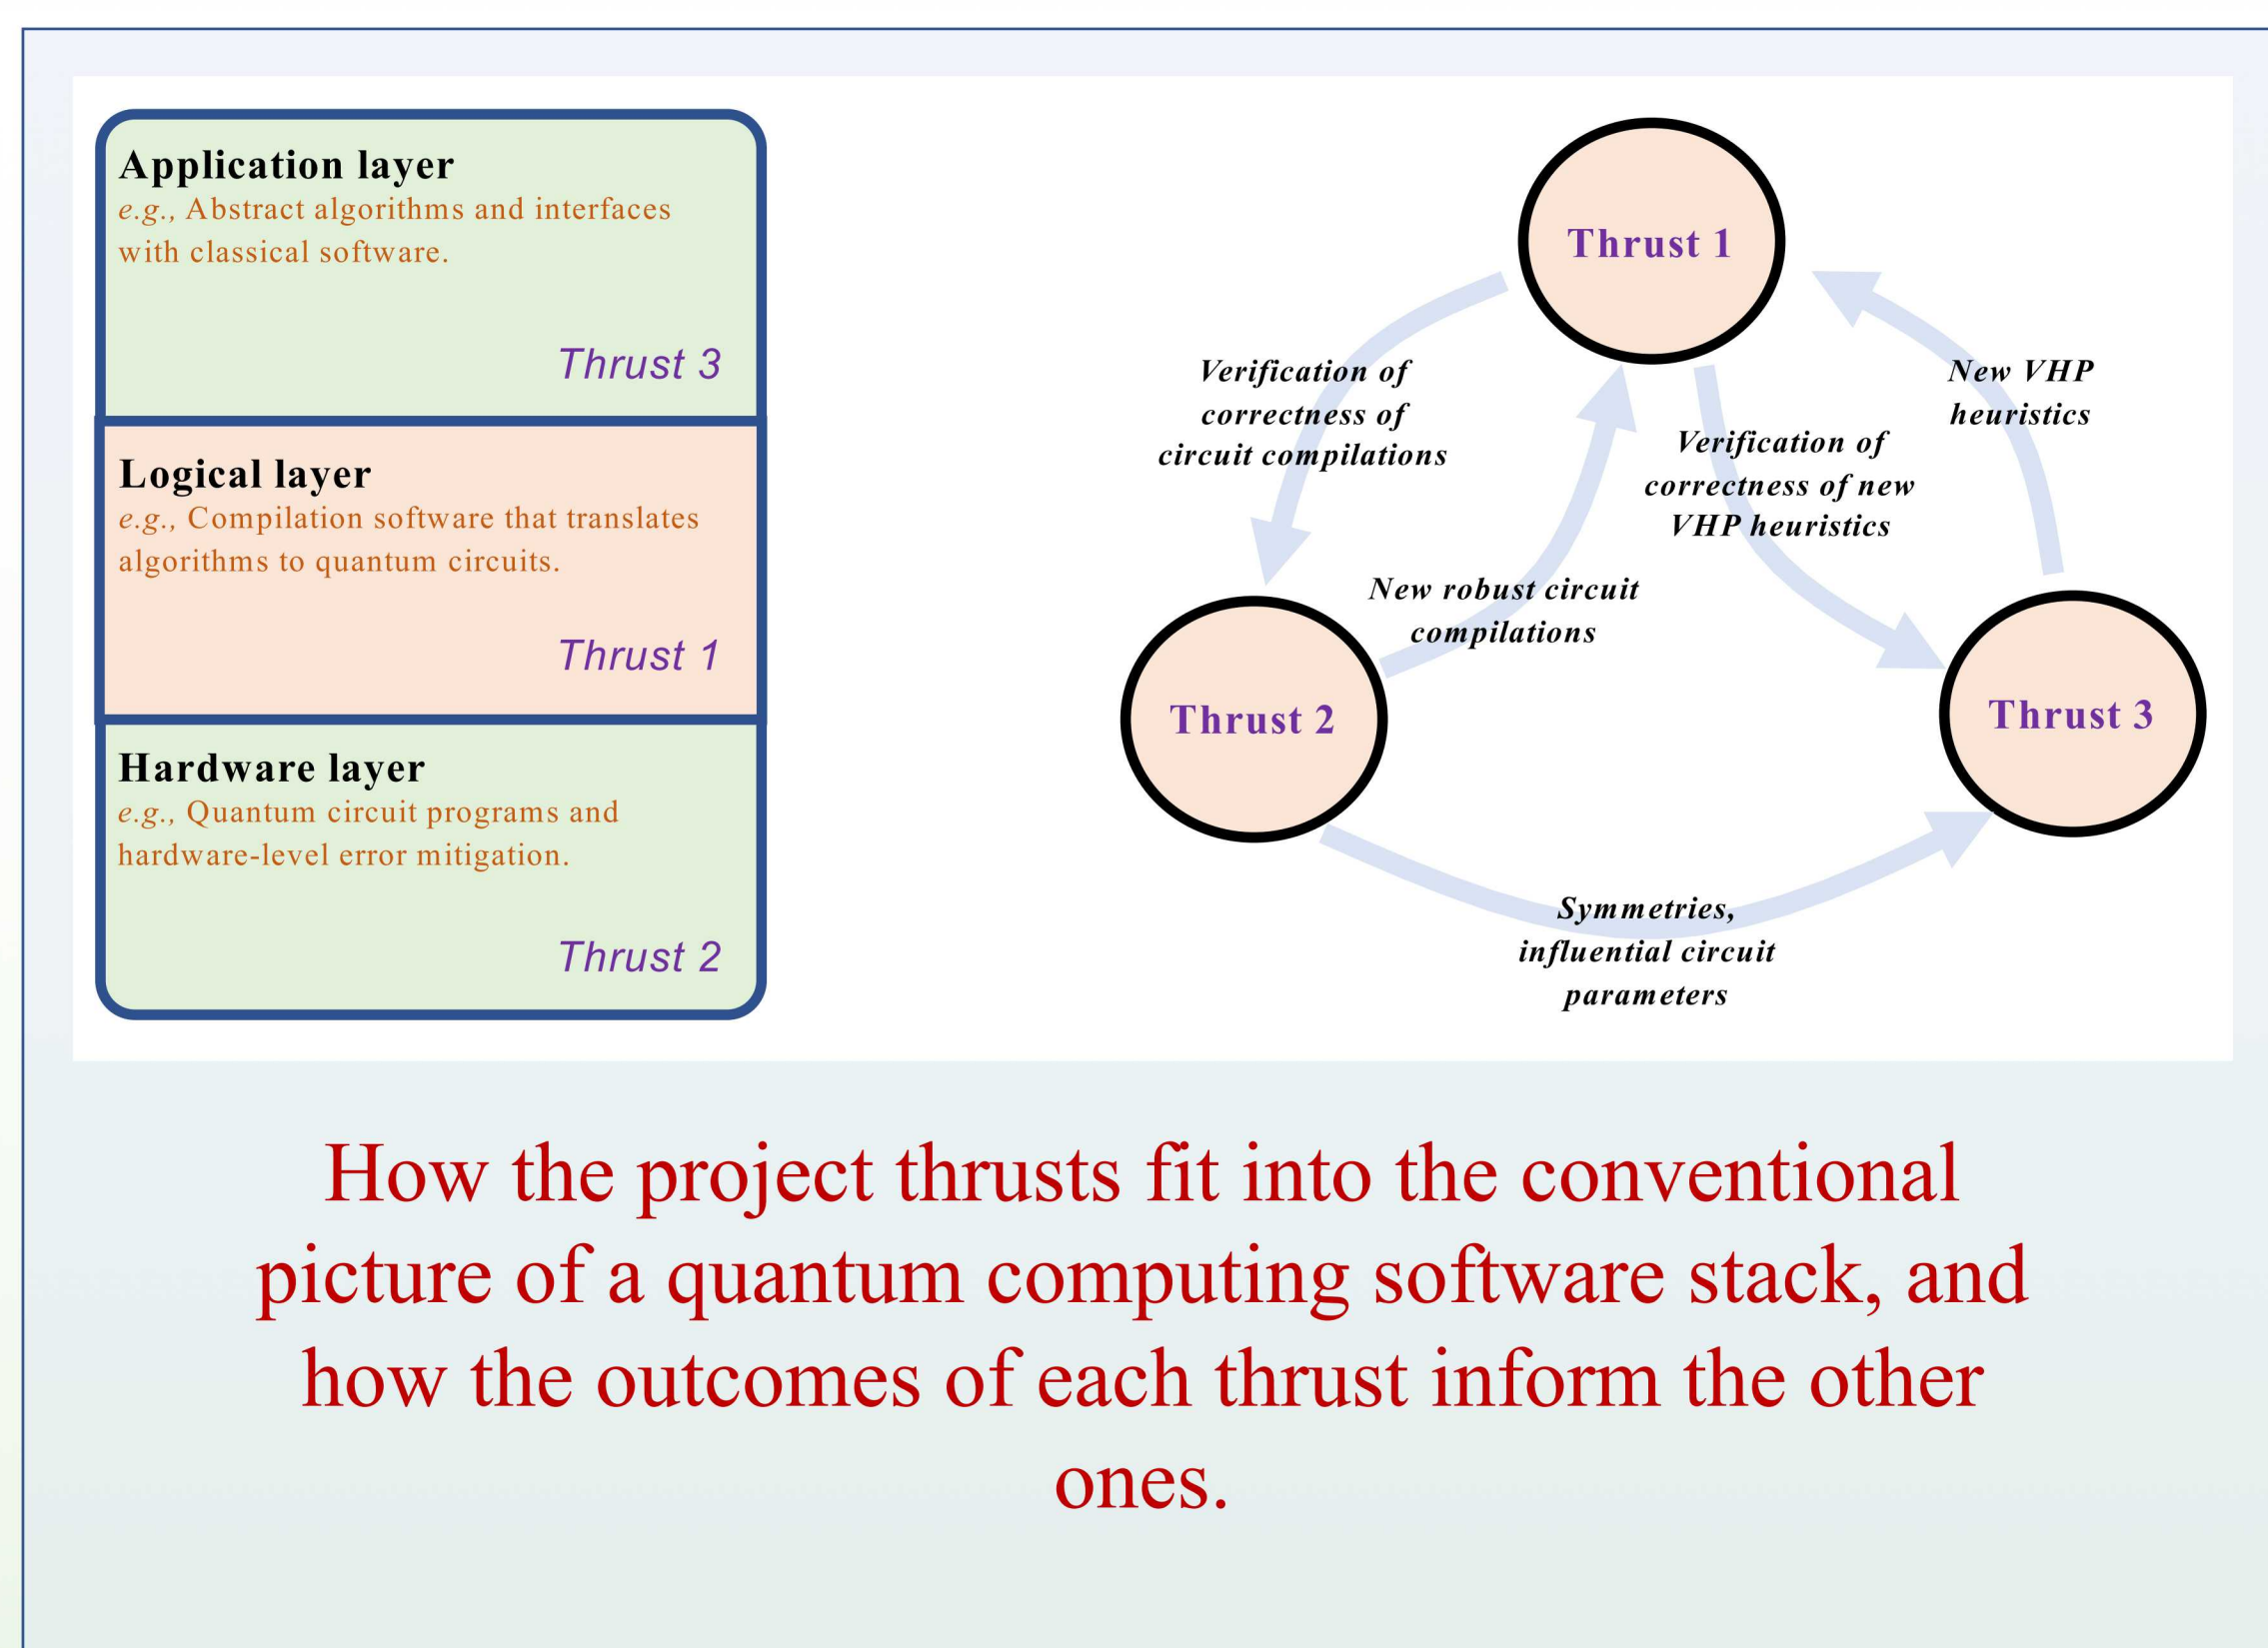 Application layer
e.g., Abstract algorithms and interfaces
with classical software.
Thrust 3
Logical layer
e.g., Compilation software that translates
algorithms to quantum circuits.
Thrust 1
Hardware layer
e.g., Quantum circuit programs and
hardware-level error mitigation.
Thrust 2
Thrust 1
Verification of
correctness of
circuit compilations
New VHP
heuristics
Verification of
correctness of new
VHP heuristics
New robust circuit
compilations
Thrust 2
Thrust 3
Symmetries,
influential circuit
parameters
How the project thrusts fit into the conventional
picture of a quantum computing software stack, and
how the outcomes of each thrust inform the other
ones.